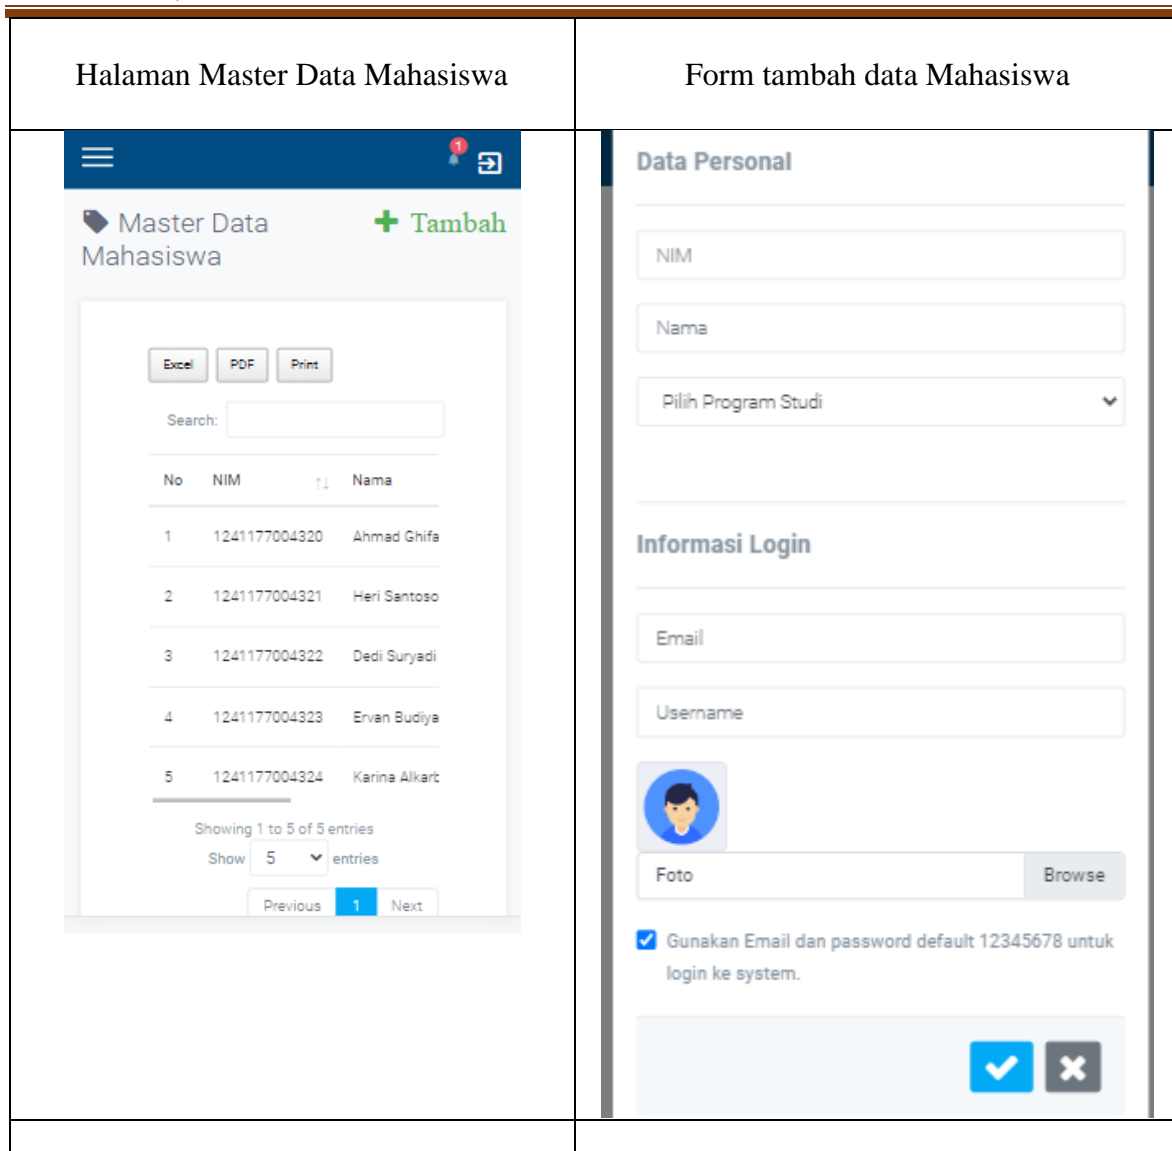 Halaman Master Data Mahasiswa
Form tambah data Mahasiswa
1
Master Data
Mahasiswa
Tambah
Excel PDF Print
Search:
No NIM Nama
1 1241177004320 Ahmad Ghifa
2 1241177004321 Heri Santoso
3 1241177004322 Dedi Suryadi
4 1241177004323 Ervan Budiya
5 1241177004324 Karina Alkart
Showing 1 to 5 of 5 entries
Show 5 entries
Previous 1 Next
Data Personal
NIM
Nama
Pilih Program Studi
Informasi Login
Email
Username
Foto Browse
Gunakan Email dan password default 12345678 untuk
login ke system.